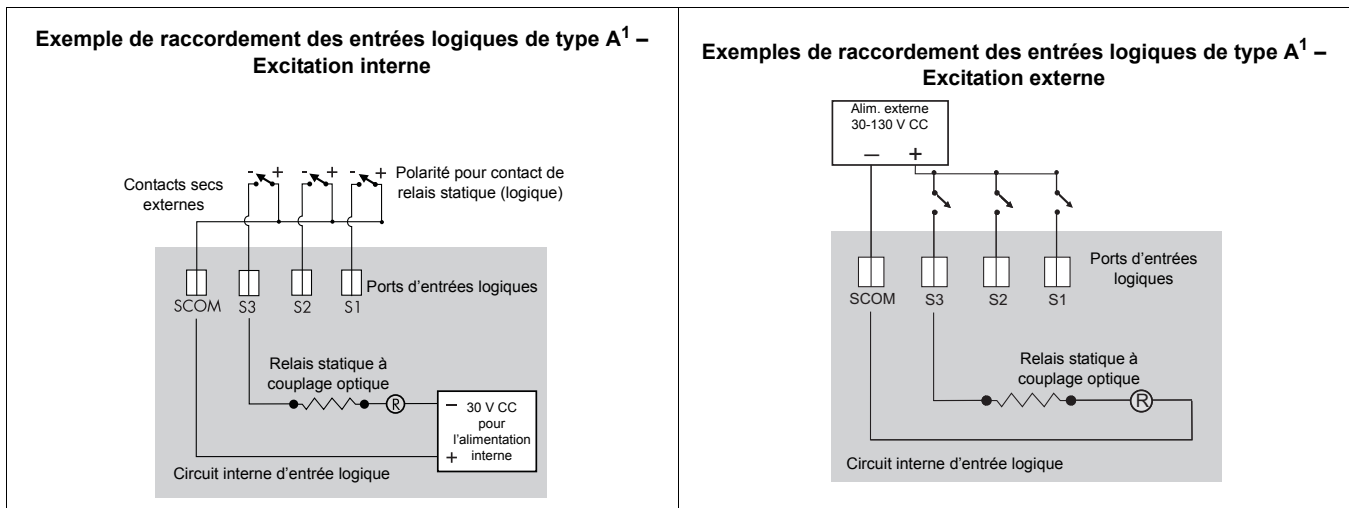 Exemple de raccordement des entrées logiques de type A¹ –
Excitation interne
- + - + - +
Polarité pour contact de
relais statique (logique)
Contacts secs
externes
Ports d'entrées logiques
SCOM S3 S2 S1
Relais statique à
couplage optique
R
–
30 V CC
pour
l'alimentation
interne
+
Circuit interne d'entrée logique
Exemples de raccordement des entrées logiques de type A¹ –
Excitation externe
Alim. externe
30-130 V CC
– +
Ports d'entrées
logiques
SCOM S3 S2 S1
Relais statique à
couplage optique
R
Circuit interne d'entrée logique